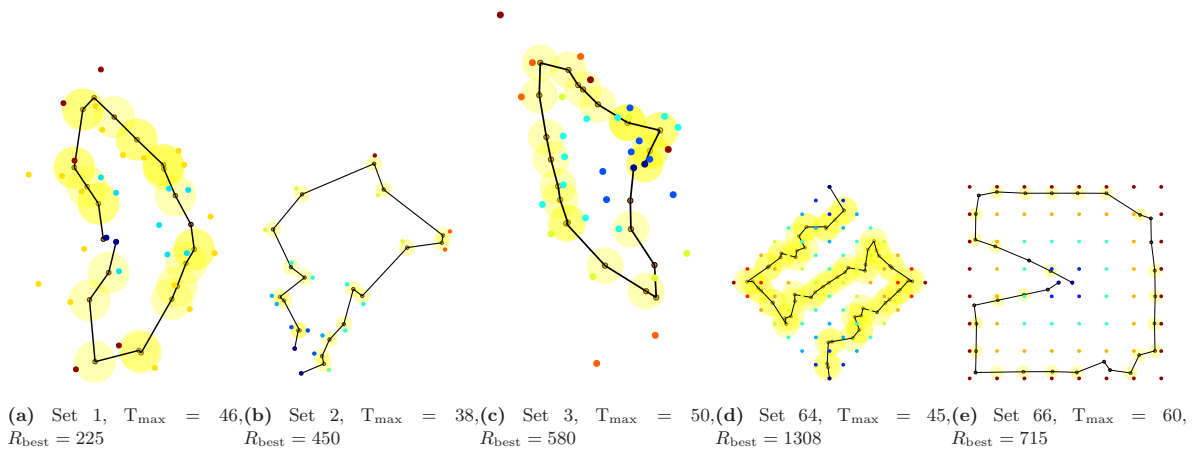 (a) Set 1, T_max = 46, (b) Set 2, T_max = 38, (c) Set 3, T_max = 50, (d) Set 64, T_max = 45, (e) Set 66, T_max = 60,
R_best = 225 R_best = 450 R_best = 580 R_best = 1308 R_best = 715